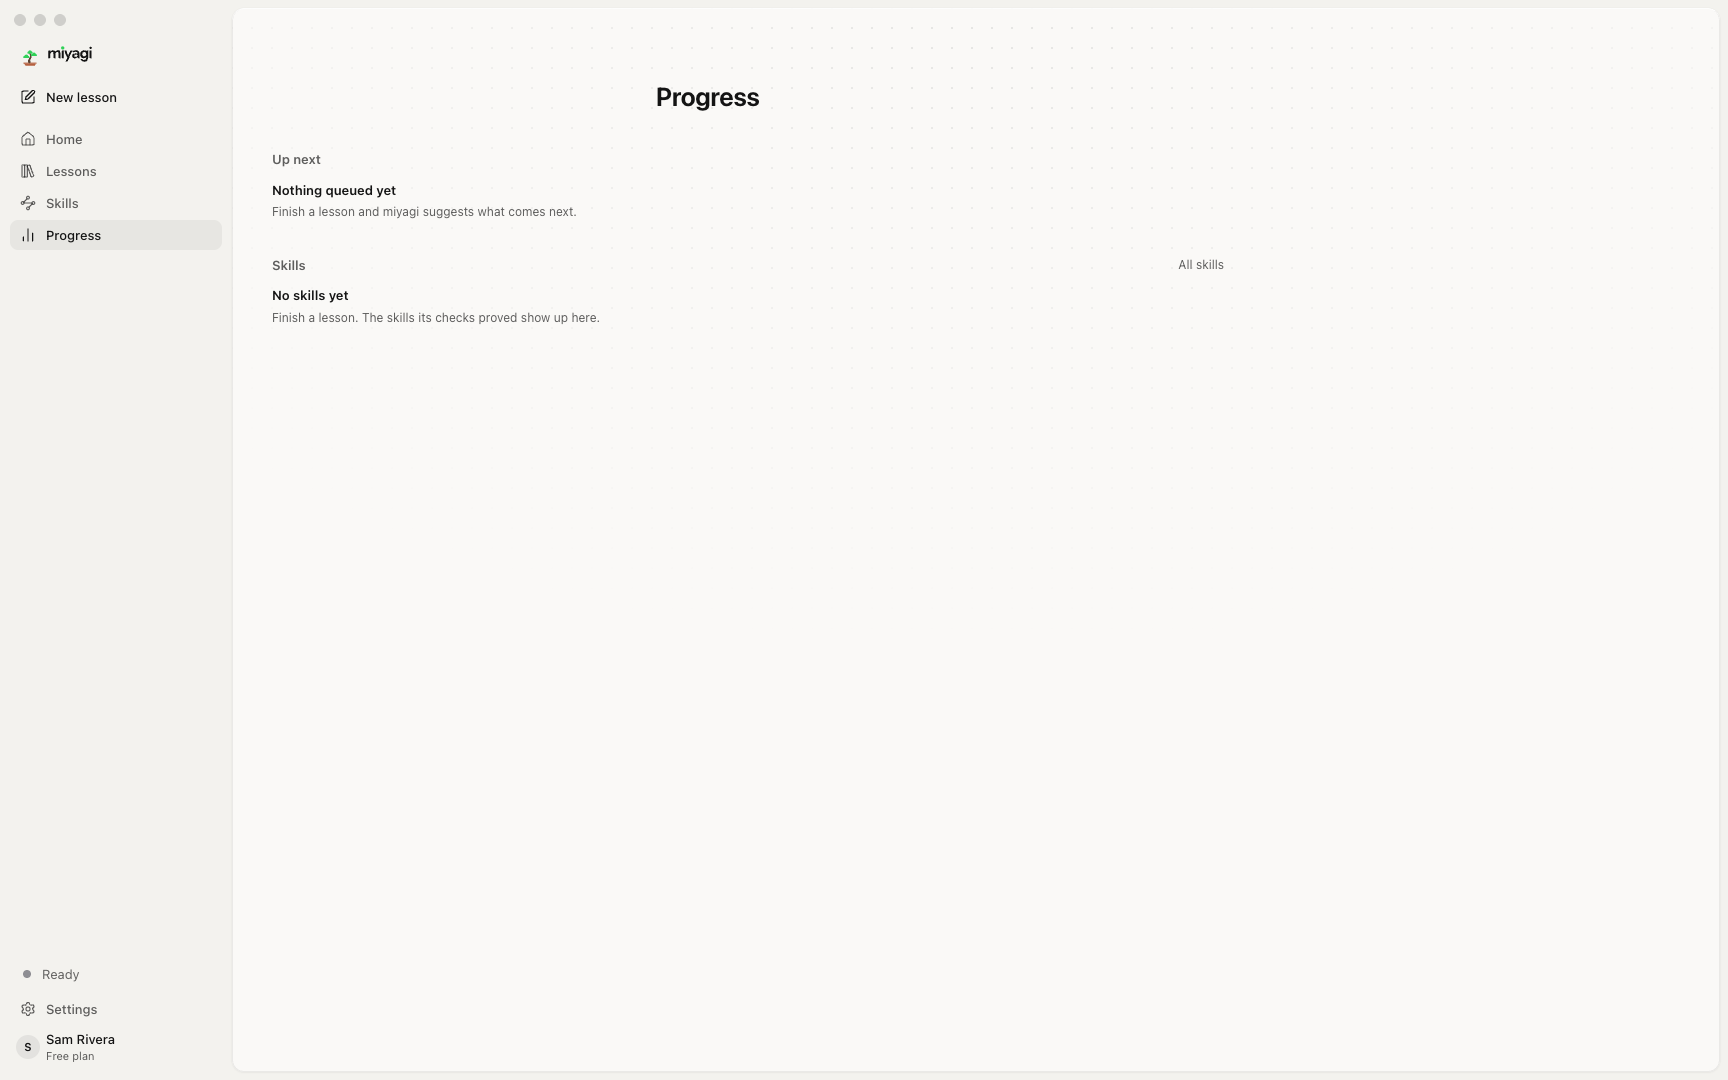 miyagi
New lesson
Home
Lessons
Skills
Progress
Progress
Up next
Nothing queued yet
Finish a lesson and miyagi suggests what comes next.
Skills
All skills
No skills yet
Finish a lesson. The skills its checks proved show up here.
Ready
Settings
S
Sam Rivera
Free plan